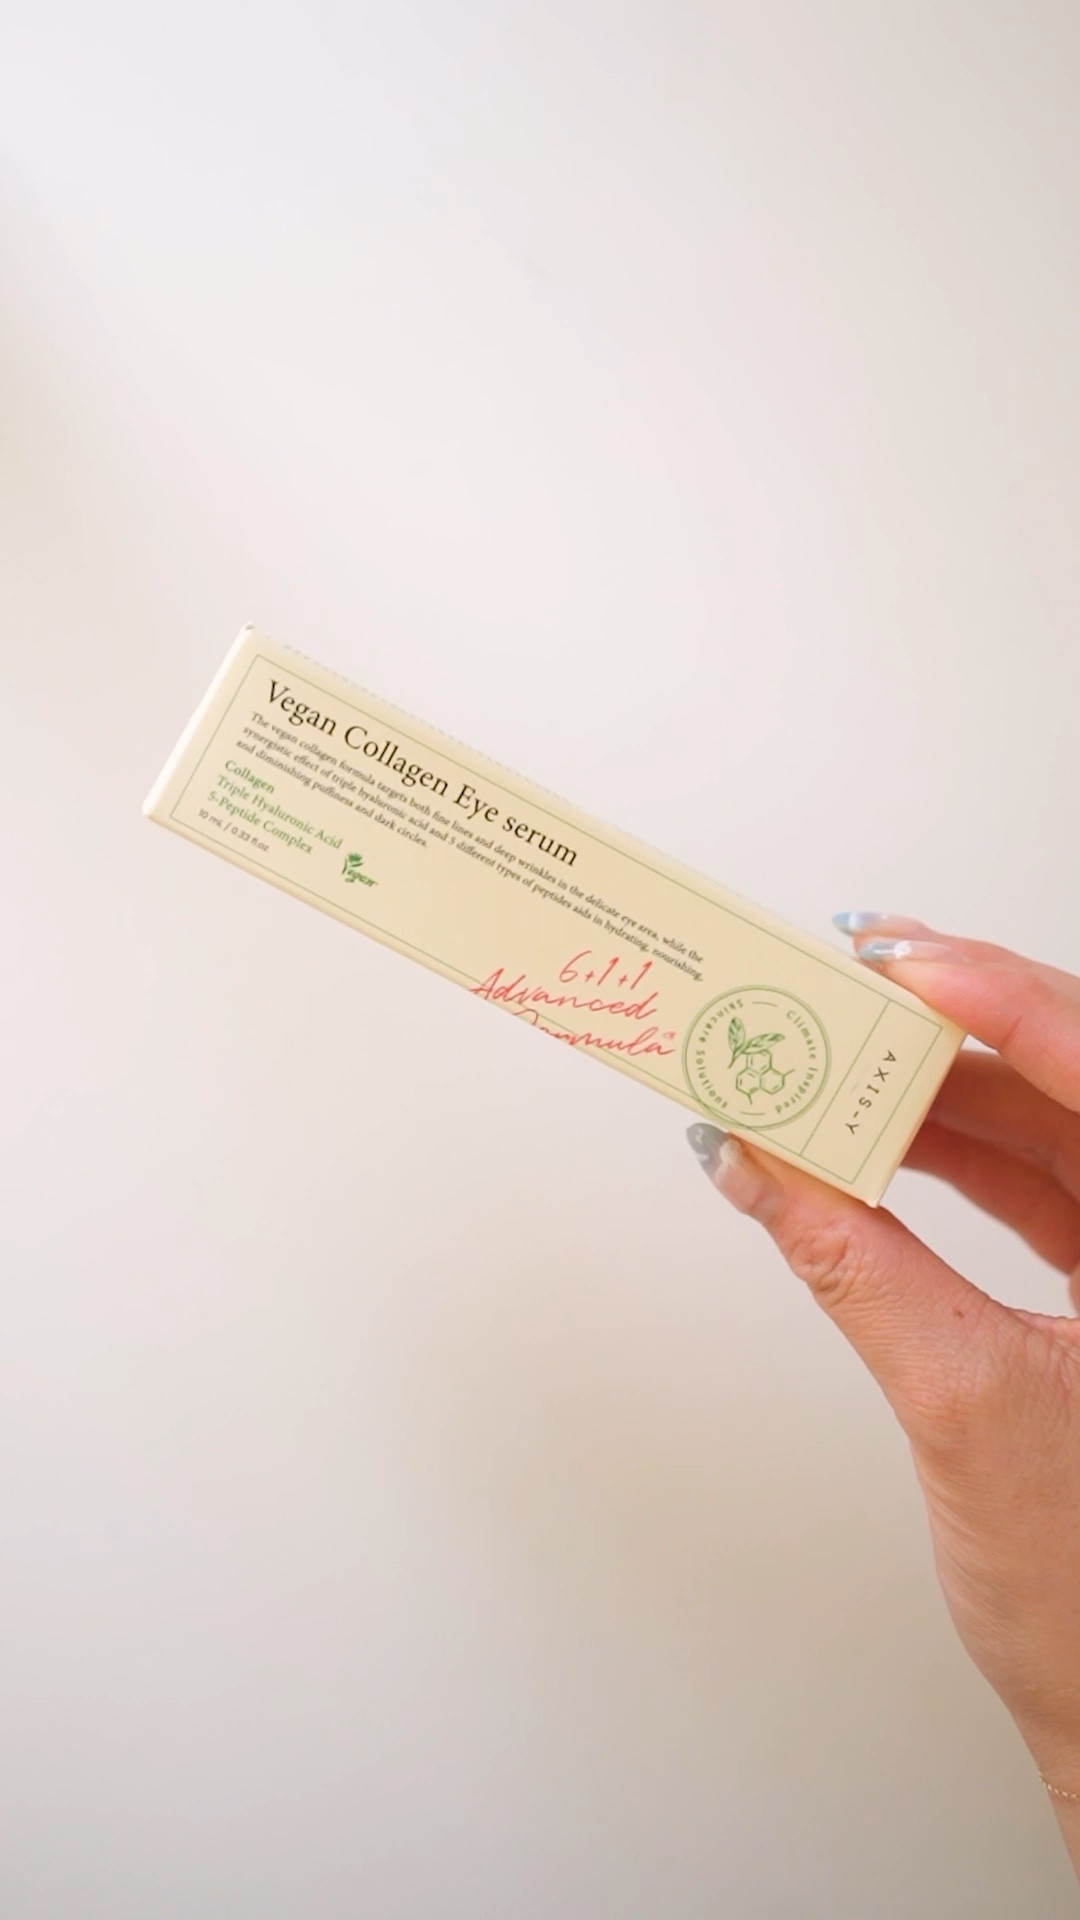 Vegan Collagen Eye serum
The vegan collagen formula targets both fine lines and deep wrinkles in the delicate eye area, while the
synergistic effect of triple hyaluronic acid and 5 different types of peptides aids in hydrating, nourishing,
and diminishing puffiness and dark circles.
Collagen
Triple Hyaluronic Acid
5-Peptide Complex
10 mL / 0.33 fl.oz.
Vegan
6+1+1
Advanced
Formula
Climate Inspired
Skincare Solutions
AXIS-Y